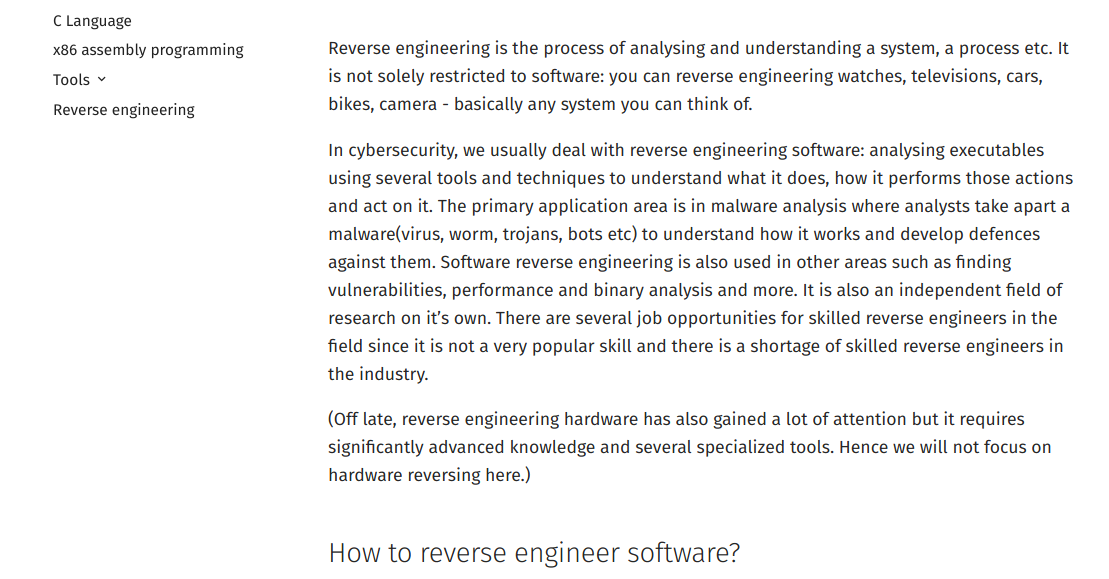 C Language
x86 assembly programming
Tools
Reverse engineering
Reverse engineering is the process of analysing and understanding a system, a process etc. It
is not solely restricted to software: you can reverse engineering watches, televisions, cars,
bikes, camera - basically any system you can think of.
In cybersecurity, we usually deal with reverse engineering software: analysing executables
using several tools and techniques to understand what it does, how it performs those actions
and act on it. The primary application area is in malware analysis where analysts take apart a
malware(virus, worm, trojans, bots etc) to understand how it works and develop defences
against them. Software reverse engineering is also used in other areas such as finding
vulnerabilities, performance and binary analysis and more. It is also an independent field of
research on it’s own. There are several job opportunities for skilled reverse engineers in the
field since it is not a very popular skill and there is a shortage of skilled reverse engineers in
the industry.
(Off late, reverse engineering hardware has also gained a lot of attention but it requires
significantly advanced knowledge and several specialized tools. Hence we will not focus on
hardware reversing here.)
How to reverse engineer software?